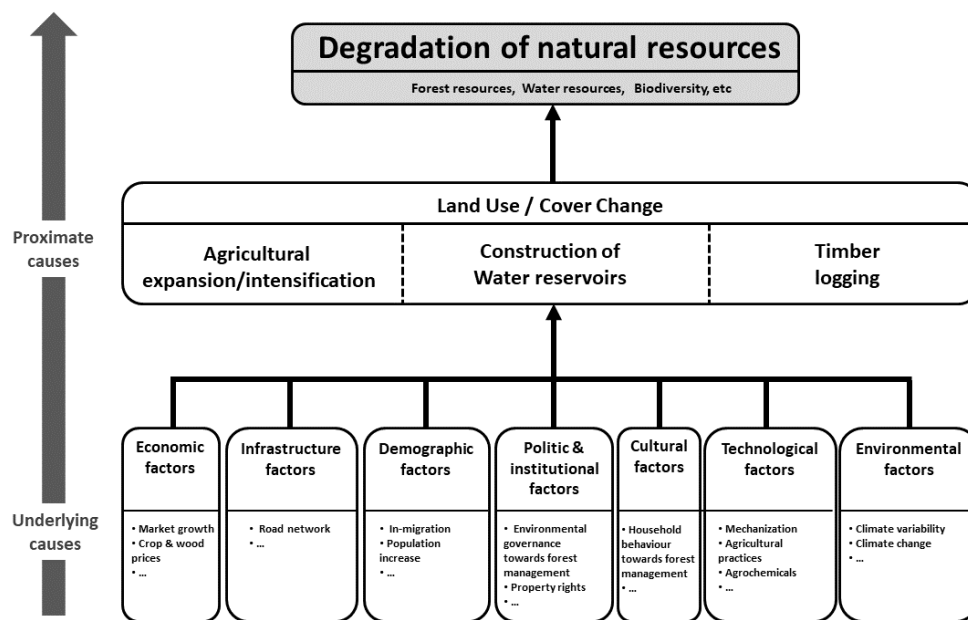 Degradation of natural resources
Forest resources, Water resources, Biodiversity, etc
Land Use / Cover Change
Proximate
causes
Agricultural
expansion/intensification
Construction of
Water reservoirs
Timber
logging
Underlying
causes
Economic
factors
• Market growth
• Crop & wood
prices
• ...
Infrastructure
factors
• Road network
• ...
Demographic
factors
• In-migration
• Population
increase
• ...
Politic &
institutional
factors
• Environmental
governance
towards forest
management
• Property rights
• ...
Cultural
factors
• Household
behaviour
towards forest
management
• ...
Technological
factors
• Mechanization
• Agricultural
practices
• Agrochemicals
• ...
Environmental
factors
• Climate variability
• Climate change
• ...